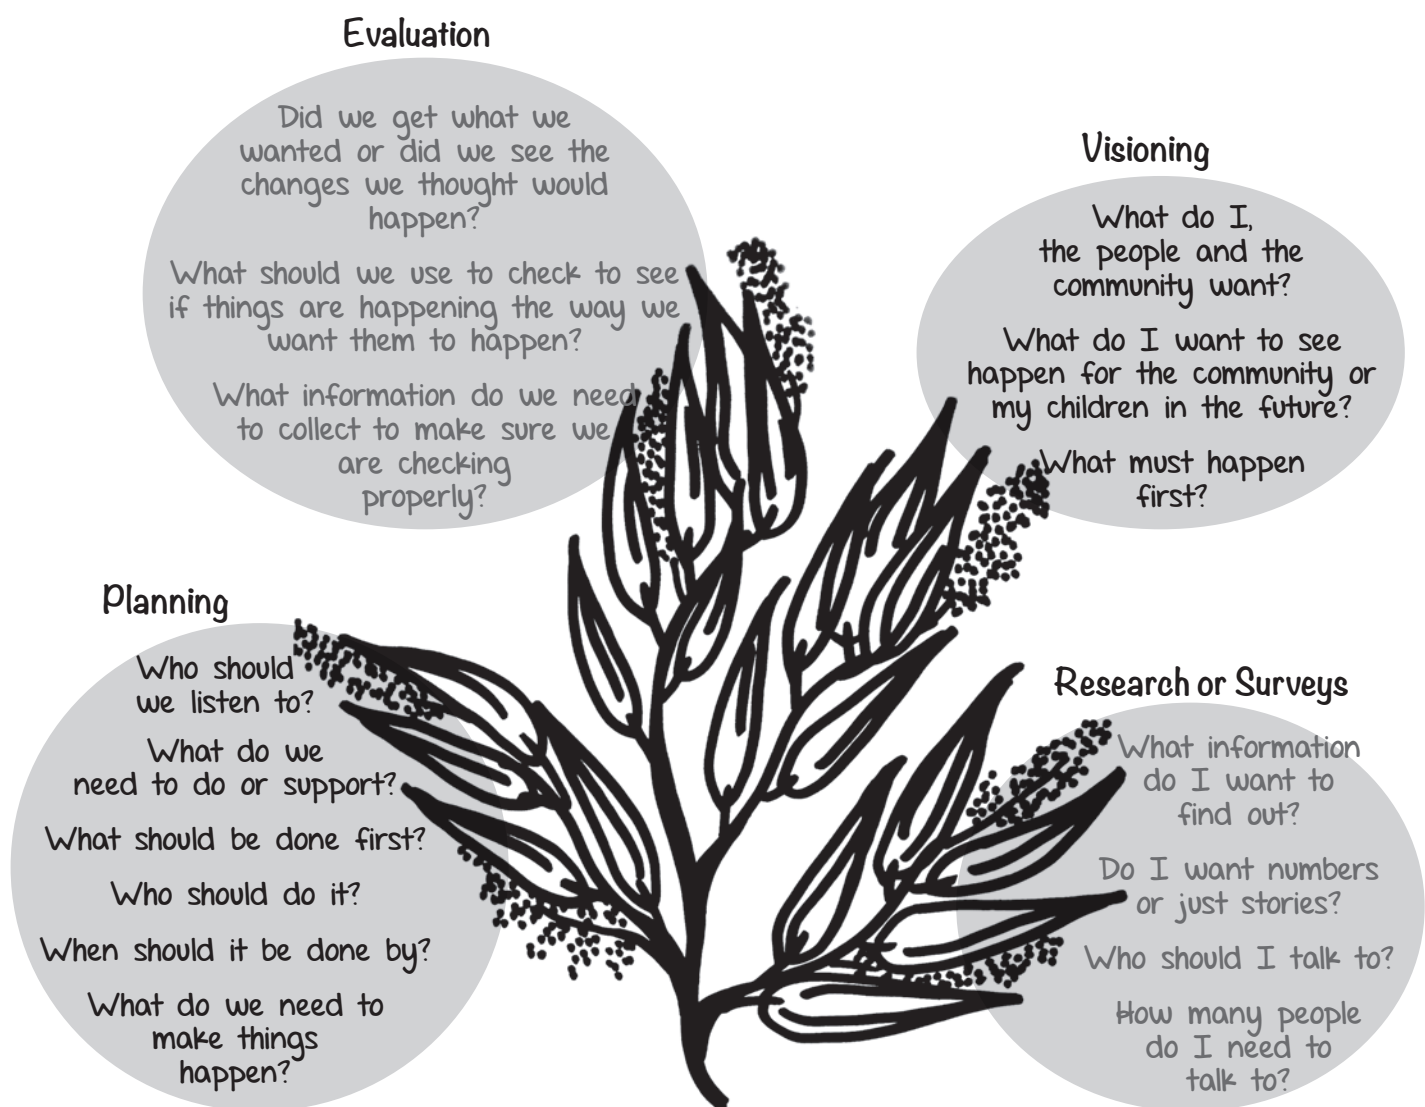 Evaluation
Did we get what we
wanted or did we see the
changes we thought would
happen?
What should we use to check to see
if things are happening the way we
want them to happen?
What information do we need
to collect to make sure we
are checking
properly?
Visioning
What do I,
the people and the
community want?
What do I want to see
happen for the community or
my children in the future?
What must happen
first?
Planning
Who should
we listen to?
What do we
need to do or support?
What should be done first?
Who should do it?
When should it be done by?
What do we need to
make things
happen?
Research or Surveys
What information
do I want to
find out?
Do I want numbers
or just stories?
Who should I talk to?
How many people
do I need to
talk to?